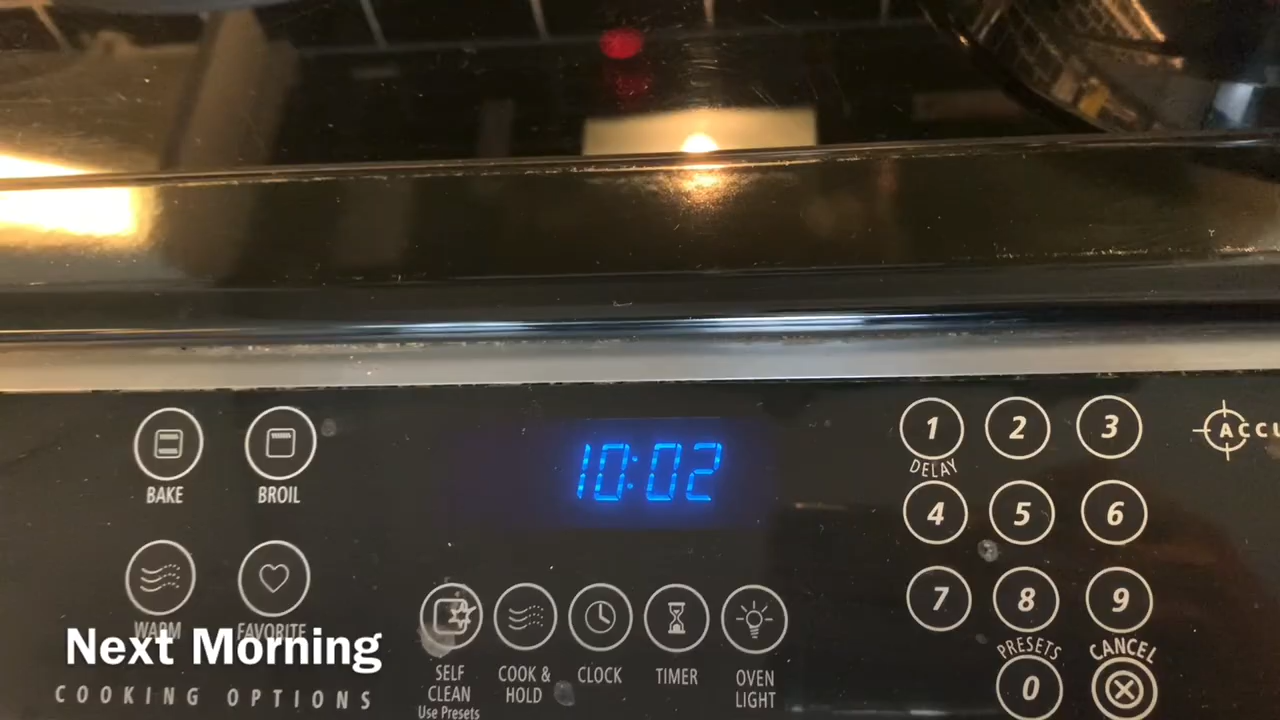 10:02
1 2 3
DELAY
ACCU
BAKE BROIL
4 5 6
7 8 9
WARM FAVORITE
Next Morning
COOKING OPTIONS
SELF CLEAN
Use Presets
COOK & HOLD
CLOCK
TIMER
OVEN LIGHT
PRESETS CANCEL
0